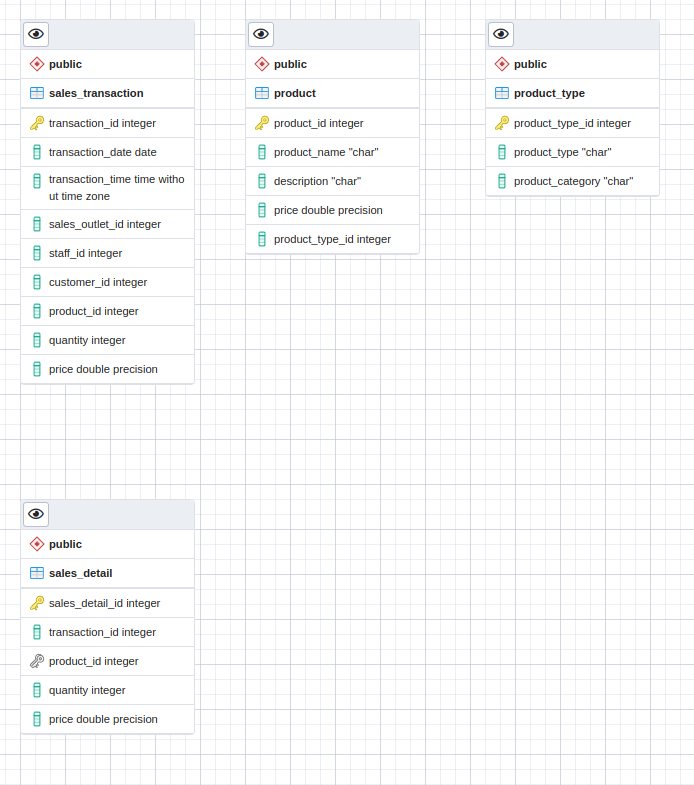 public
sales_transaction
transaction_id integer
transaction_date date
transaction_time time witho
ut time zone
sales_outlet_id integer
staff_id integer
customer_id integer
product_id integer
quantity integer
price double precision
public
product
product_id integer
product_name "char"
description "char"
price double precision
product_type_id integer
public
product_type
product_type_id integer
product_type "char"
product_category "char"
public
sales_detail
sales_detail_id integer
transaction_id integer
product_id integer
quantity integer
price double precision